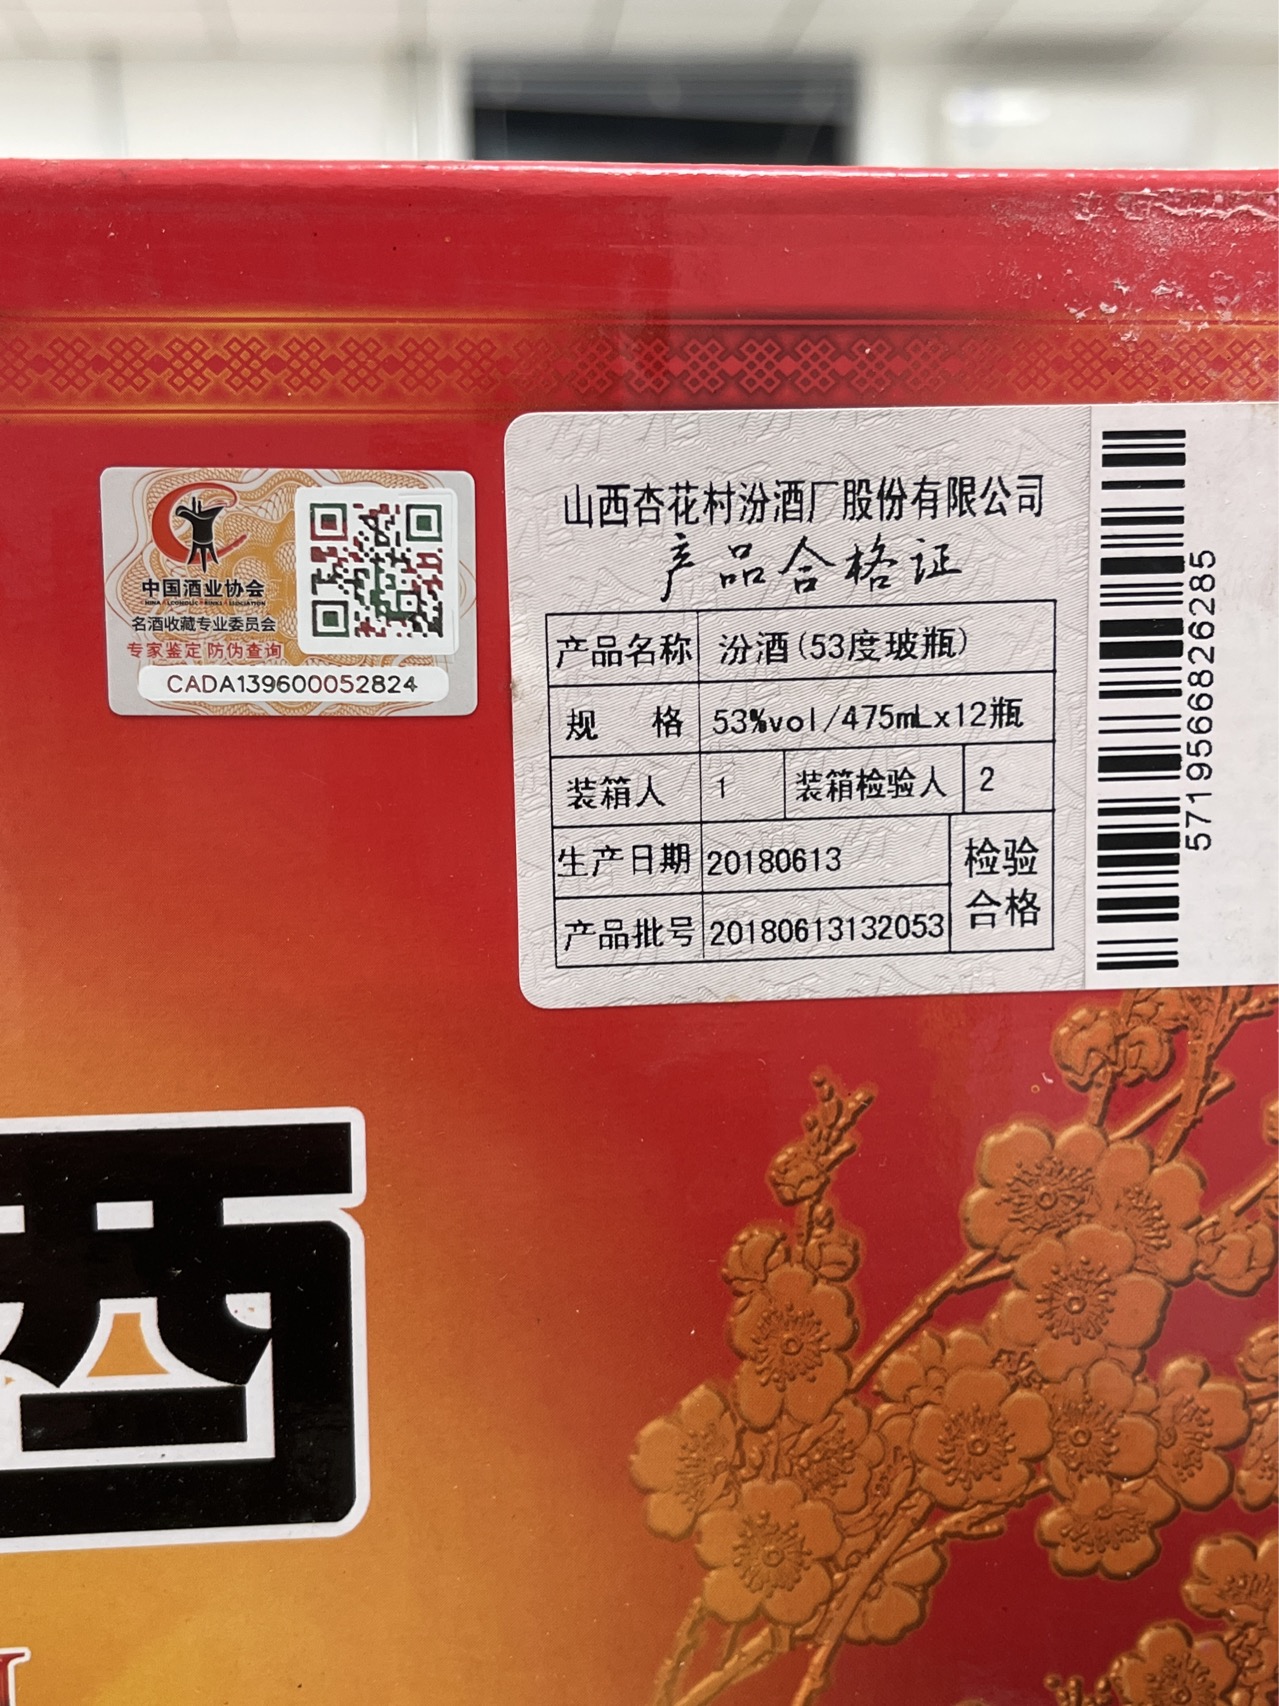 中国酒业协会
名酒收藏专业委员会
专家鉴定 防伪查询
CADA139600052824
山西杏花村汾酒厂股份有限公司
产品合格证
产品名称 汾酒(53度玻瓶)
规 格 53%vol/475mLx12瓶
装箱人 1 装箱检验人 2
生产日期 20180613
产品批号 20180613132053
检验
合格
5719566826285
酒